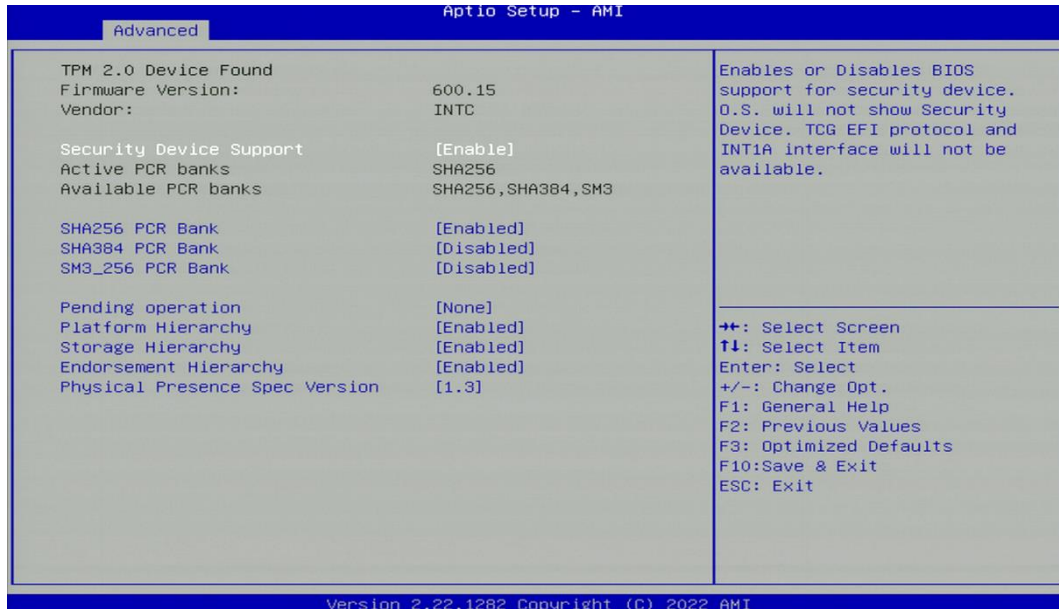 Aptio Setup – AMI
Advanced
TPM 2.0 Device Found
Firmware Version: 600.15
Vendor: INTC
Security Device Support [Enable]
Active PCR banks SHA256
Available PCR banks SHA256,SHA384,SM3
SHA256 PCR Bank [Enabled]
SHA384 PCR Bank [Disabled]
SM3_256 PCR Bank [Disabled]
Pending operation [None]
Platform Hierarchy [Enabled]
Storage Hierarchy [Enabled]
Endorsement Hierarchy [Enabled]
Physical Presence Spec Version [1.3]
Enables or Disables BIOS
support for security device.
O.S. will not show Security
Device. TCG EFI protocol and
INT1A interface will not be
available.
→←: Select Screen
↑↓: Select Item
Enter: Select
+/-: Change Opt.
F1: General Help
F2: Previous Values
F3: Optimized Defaults
F10:Save & Exit
ESC: Exit
Version 2.22.1282 Copyright (C) 2022 AMI